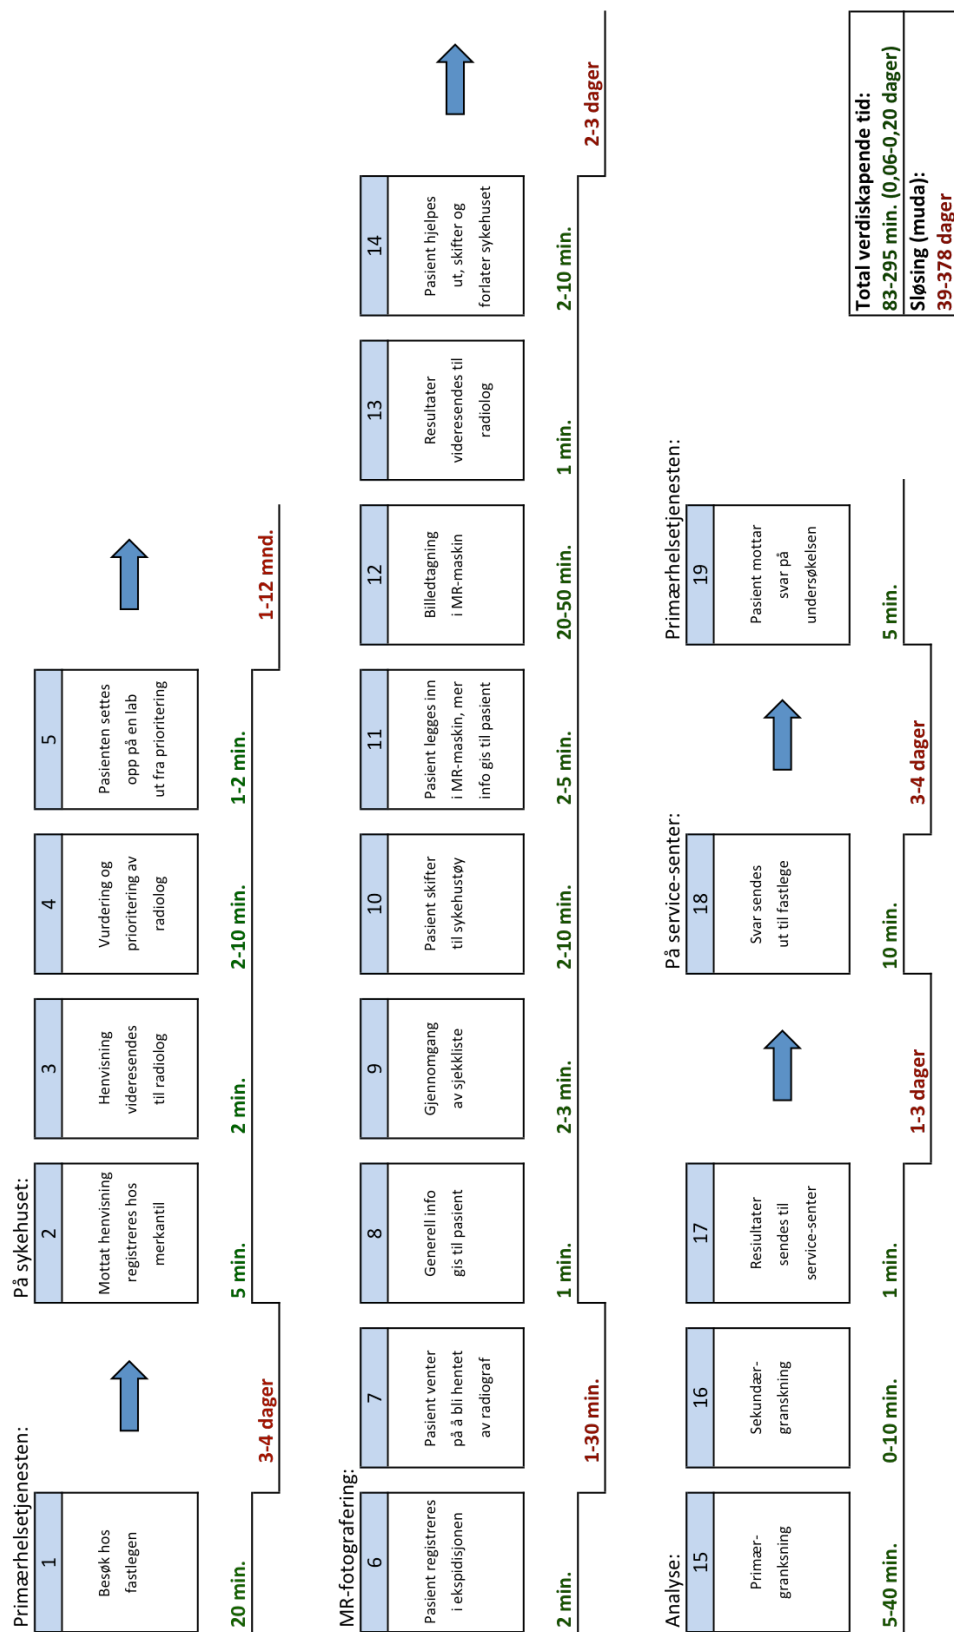 Primærhelsetjenesten:
På sykehuset:
1
Besøk hos
fastlegen
2
Mottat henvisning
registreres hos
merkantil
3
Henvisning
videresendes
til radiolog
4
Vurdering og
prioritering av
radiolog
5
Pasienten settes
opp på en lab
ut fra prioritering
20 min.
3-4 dager
5 min.
2 min.
2-10 min.
1-2 min.
1-12 mnd.
MR-fotografering:
6
Pasient registreres
i ekspidisjonen
7
Pasient venter
på å bli hentet
av radiograf
8
Generell info
gis til pasient
9
Gjennomgang
av sjekkliste
10
Pasient skifter
til sykehustøy
11
Pasient legges inn
i MR-maskin, mer
info gis til pasient
12
Billedtagning
i MR-maskin
13
Resultater
videresendes til
radiolog
14
Pasient hjelpes
ut, skifter og
forlater sykehuset
2 min.
1-30 min.
1 min.
2-3 min.
2-10 min.
2-5 min.
20-50 min.
1 min.
2-10 min.
2-3 dager
Analyse:
På service-senter:
Primærhelsetjenesten:
15
Primær-
granksning
16
Sekundær-
granskning
17
Resiultater
sendes til
service-senter
18
Svar sendes
ut til fastlege
19
Pasient mottar
svar på
undersøkelsen
5-40 min.
0-10 min.
1 min.
1-3 dager
10 min.
3-4 dager
5 min.
Total verdiskapende tid:
83-295 min. (0,06-0,20 dager)
Sløsing (muda):
39-378 dager